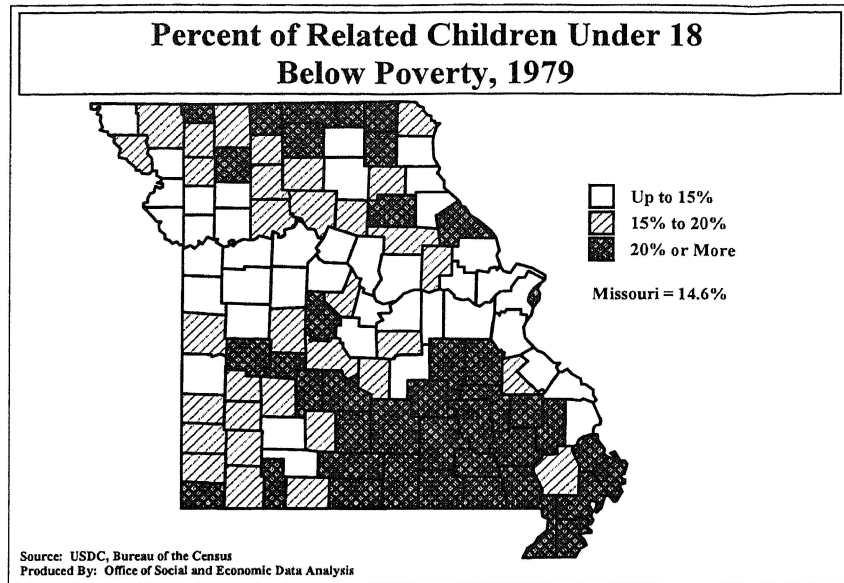 Percent of Related Children Under 18
Below Poverty, 1979
Up to 15%
15% to 20%
20% or More
Missouri = 14.6%
Source: USDC, Bureau of the Census
Produced By: Office of Social and Economic Data Analysis